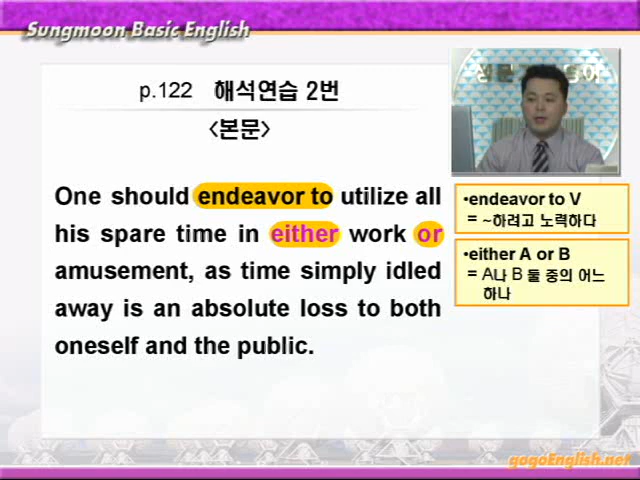 Sungmoon Basic English
p.122 해석연습 2번
<본문>
One should endeavor to utilize all
his spare time in either work or
amusement, as time simply idled
away is an absolute loss to both
oneself and the public.
•endeavor to V
= ~하려고 노력하다
•either A or B
= A나 B 둘 중의 어느
하나
gogoEnglish.net